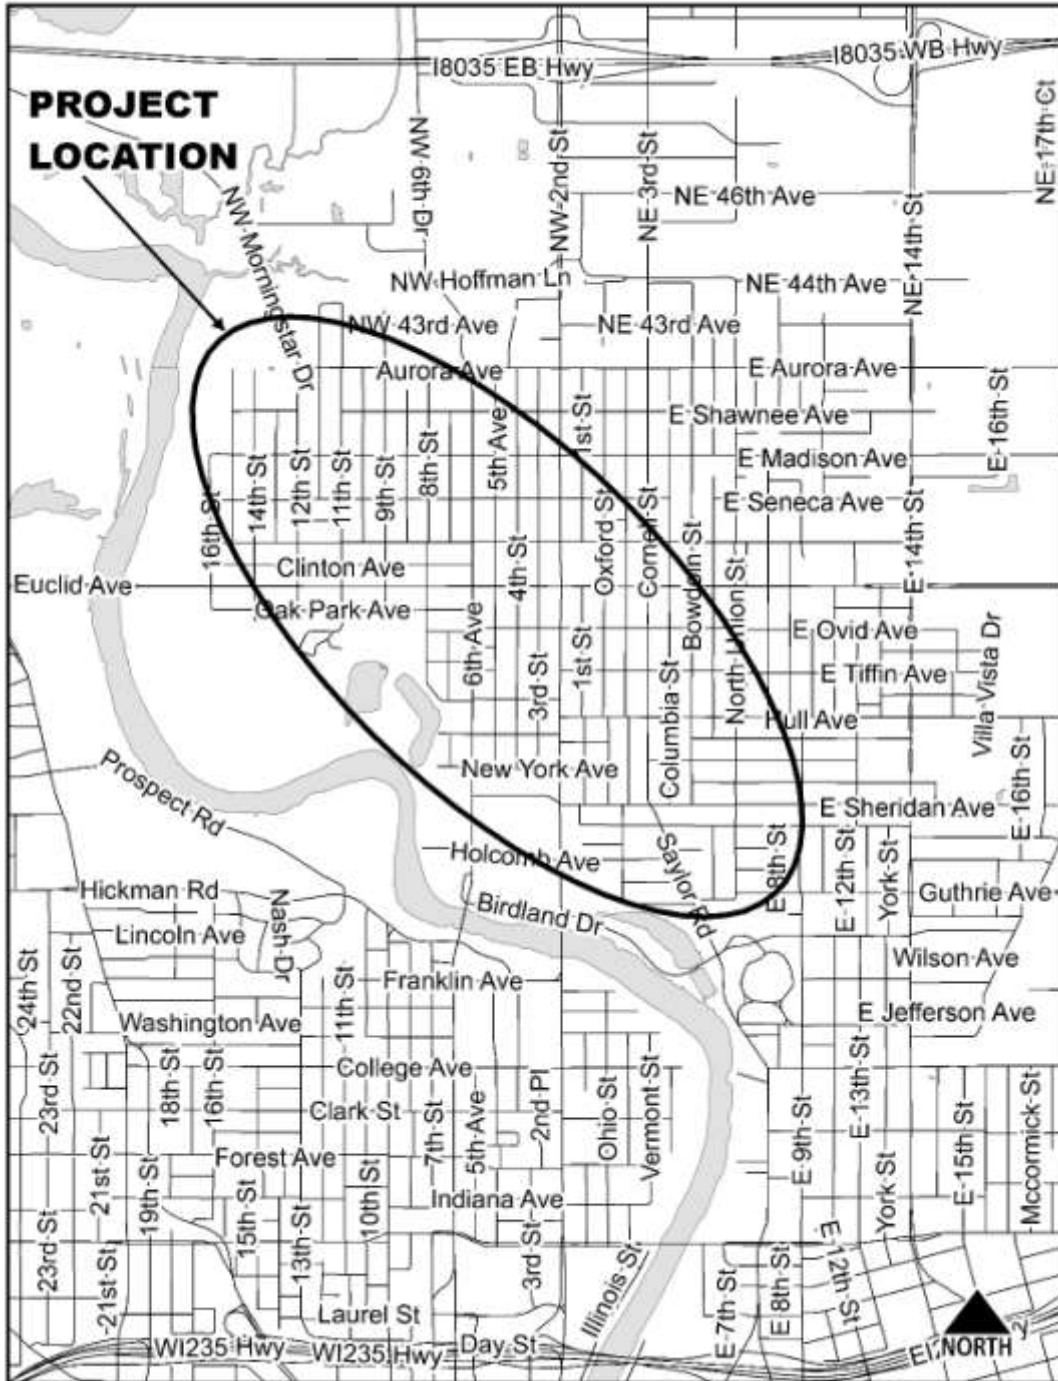 I8035 EB Hwy
I8035 WB Hwy
PROJECT
LOCATION
NW 6th Dr
NW 2nd St
NE 3rd St
NE 17th Ct
NE 46th Ave
NE 14th St
NW Morningstar Dr
NW Hoffman Ln
NE 44th Ave
NW 43rd Ave
NE 43rd Ave
Aurora Ave
E Aurora Ave
E Shawnee Ave
1st St
E 16th St
5th Ave
8th St
E Madison Ave
16th St
14th St
12th St
11th St
9th St
E Seneca Ave
Oxford St
Cornell St
Bowdoin St
E 14th St
4th St
Clinton Ave
Euclid Ave
Oak Park Ave
North Union St
6th Ave
1st St
E Ovid Ave
3rd St
E Tiffin Ave
Villa Vista Dr
Columbia St
Hull Ave
New York Ave
Prospect Rd
E Sheridan Ave
E 16th St
Holcomb Ave
Saylor Rd
E 8th St
E 12th St
York St
Hickman Rd
Guthrie Ave
Nash Dr
Birdland Dr
Lincoln Ave
Wilson Ave
24th St
22nd St
Franklin Ave
11th St
Washington Ave
E Jefferson Ave
23rd St
18th St
16th St
College Ave
2nd Pl
Ohio St
Vermont St
E 13th St
Clark St
7th St
5th Ave
E 9th St
E 15th St
Mccormick St
21st St
19th St
Forest Ave
10th St
Indiana Ave
York St
23rd St
21st St
15th St
13th St
3rd St
Illinois St
E 7th St
E 8th St
E 12th St
Laurel St
WI235 Hwy
WI235 Hwy
Day St
NORTH